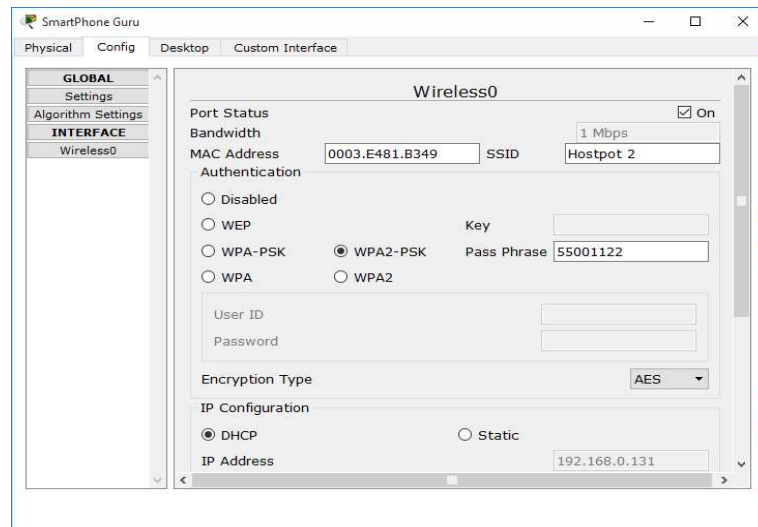 SmartPhone Guru
Physical Config Desktop Custom Interface
GLOBAL
Settings
Algorithm Settings
INTERFACE
Wireless0
Wireless0
Port Status On
Bandwidth 1 Mbps
MAC Address 0003.E481.B349 SSID Hostpot 2
Authentication
Disabled
WEP Key
WPA-PSK WPA2-PSK Pass Phrase 55001122
WPA WPA2
User ID
Password
Encryption Type AES
IP Configuration
DHCP Static
IP Address 192.168.0.131